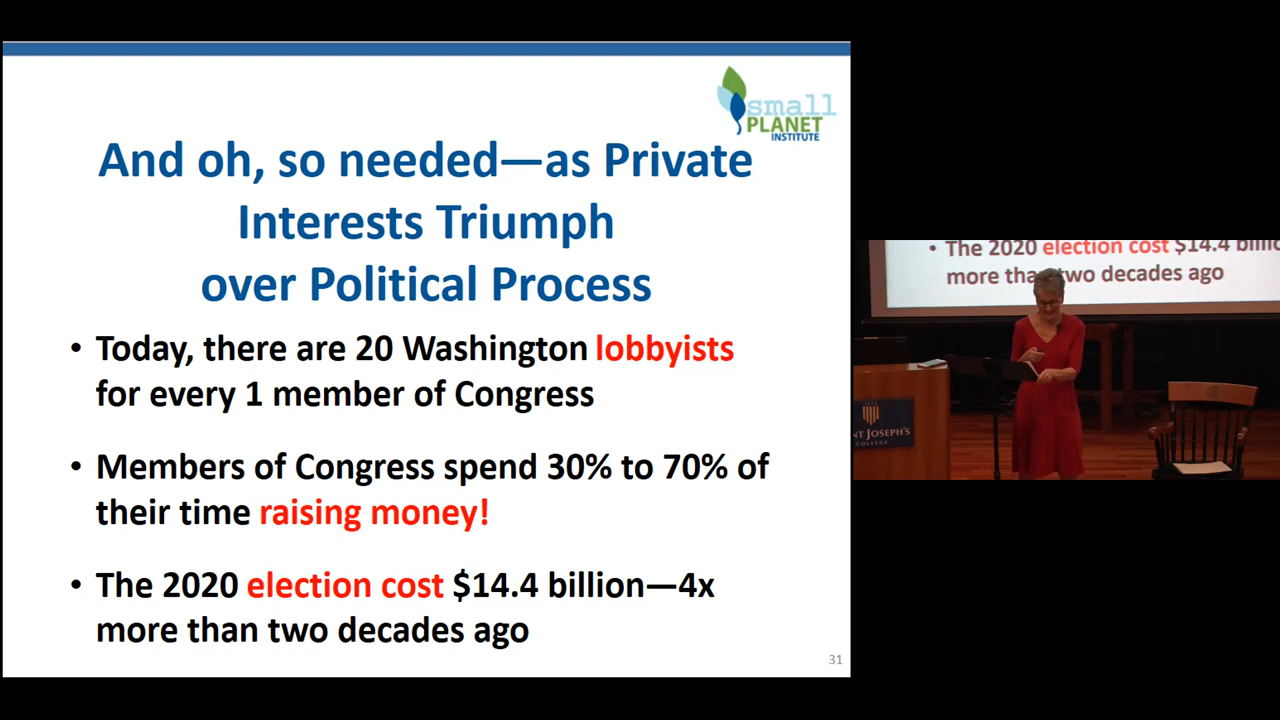 small
PLANET
INSTITUTE
And oh, so needed—as Private
Interests Triumph
over Political Process
• Today, there are 20 Washington lobbyists
for every 1 member of Congress
• Members of Congress spend 30% to 70% of
their time raising money!
• The 2020 election cost $14.4 billion—4x
more than two decades ago
31
• The 2020 election cost $14.4
more than two decades ago
NT JOSEPH'S
COLLEGE